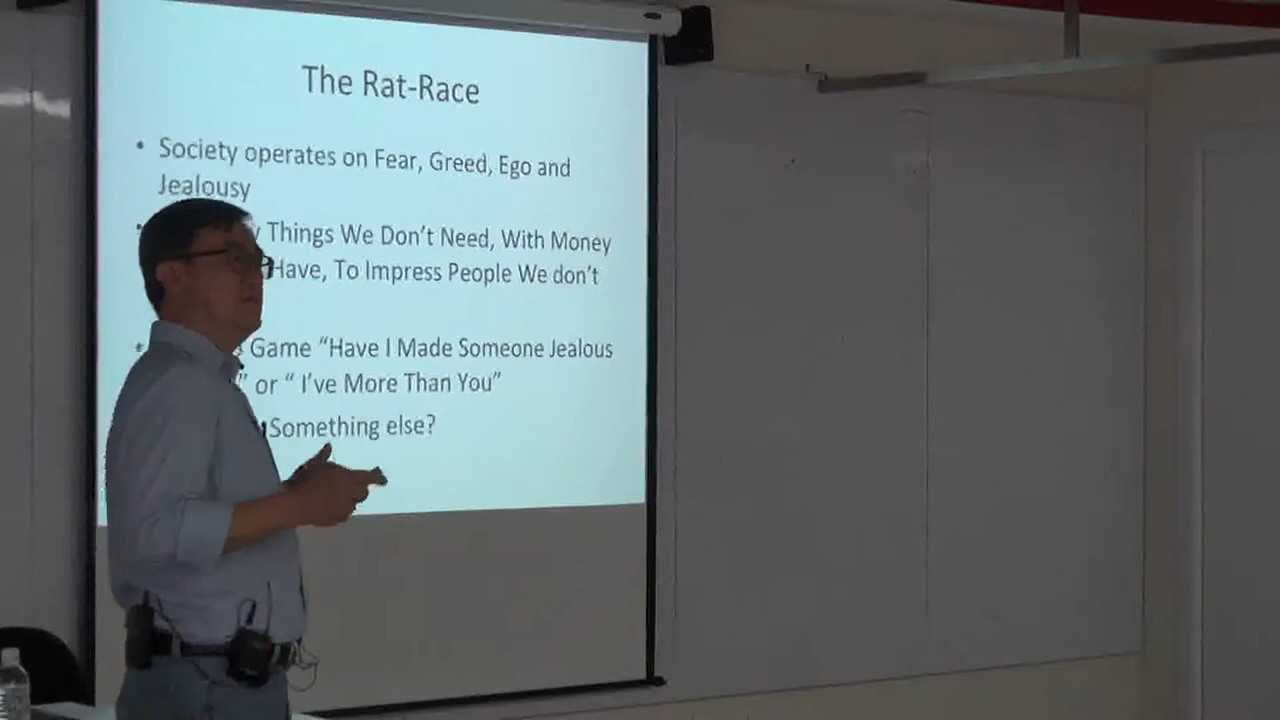 The Rat-Race
• Society operates on Fear, Greed, Ego and
Jealousy
Things We Don't Need, With Money
Have, To Impress People We don't
• Game “Have I Made Someone Jealous
” or “ I've More Than You”
Something else?